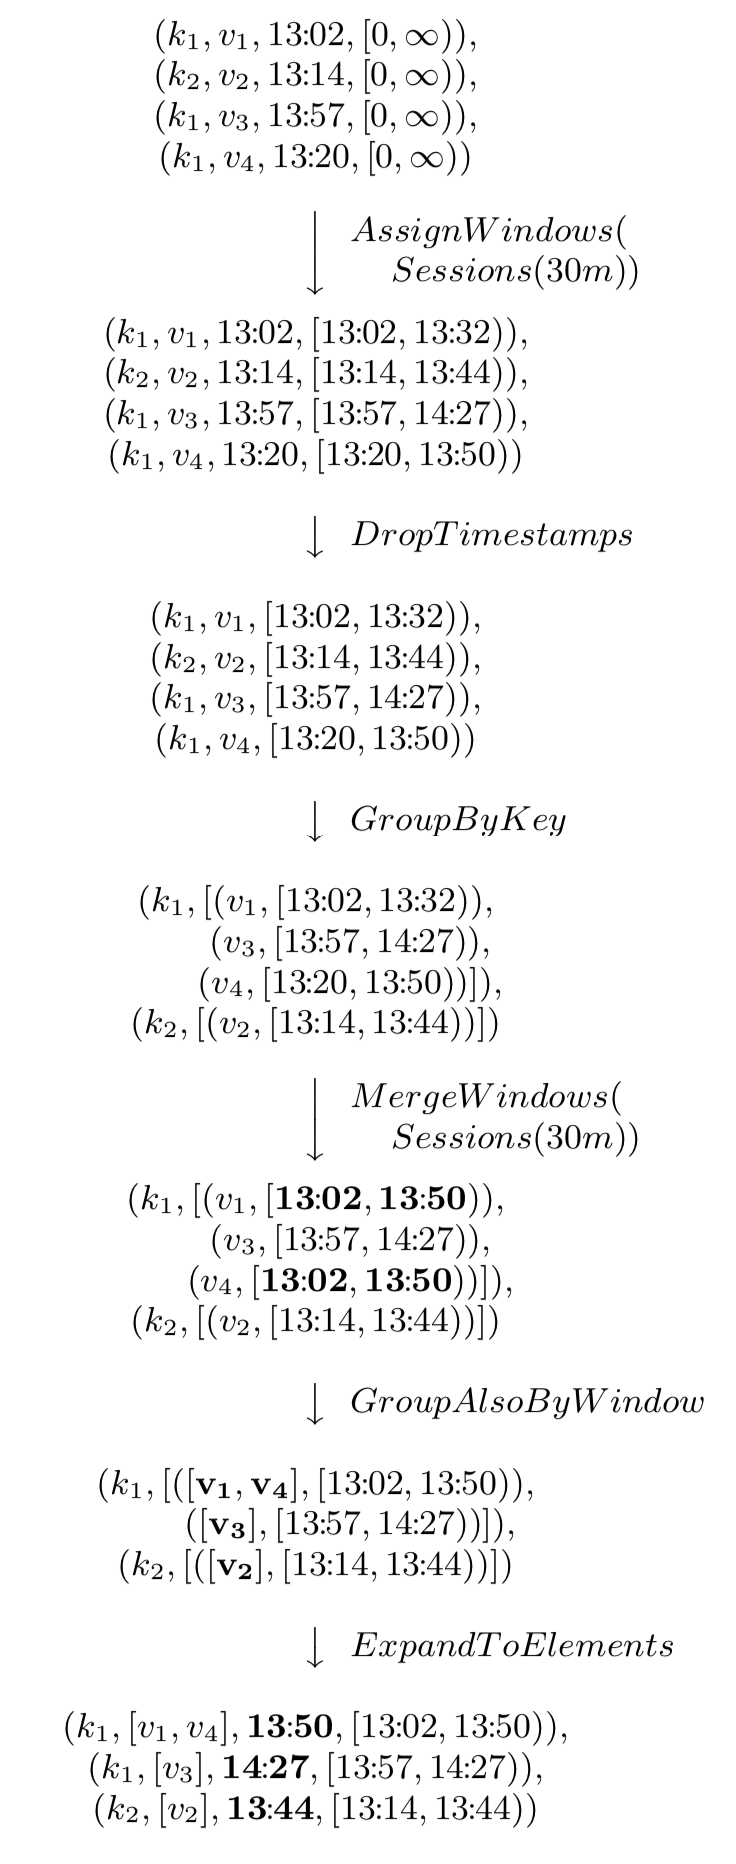 (k₁, v₁, 13:02, [0, ∞)),
(k₂, v₂, 13:14, [0, ∞)),
(k₁, v₃, 13:57, [0, ∞)),
(k₁, v₄, 13:20, [0, ∞))
AssignWindows(
Sessions(30m))
(k₁, v₁, 13:02, [13:02, 13:32)),
(k₂, v₂, 13:14, [13:14, 13:44)),
(k₁, v₃, 13:57, [13:57, 14:27)),
(k₁, v₄, 13:20, [13:20, 13:50))
DropTimestamps
(k₁, v₁, [13:02, 13:32)),
(k₂, v₂, [13:14, 13:44)),
(k₁, v₃, [13:57, 14:27)),
(k₁, v₄, [13:20, 13:50))
GroupByKey
(k₁, [(v₁, [13:02, 13:32)),
(v₃, [13:57, 14:27)),
(v₄, [13:20, 13:50))]),
(k₂, [(v₂, [13:14, 13:44))])
MergeWindows(
Sessions(30m))
(k₁, [(v₁, [13:02, 13:50)),
(v₃, [13:57, 14:27)),
(v₄, [13:02, 13:50))]),
(k₂, [(v₂, [13:14, 13:44))])
GroupAlsoByWindow
(k₁, [([v₁, v₄], [13:02, 13:50)),
([v₃], [13:57, 14:27))]),
(k₂, [([v₂], [13:14, 13:44))])
ExpandToElements
(k₁, [v₁, v₄], 13:50, [13:02, 13:50)),
(k₁, [v₃], 14:27, [13:57, 14:27)),
(k₂, [v₂], 13:44, [13:14, 13:44))